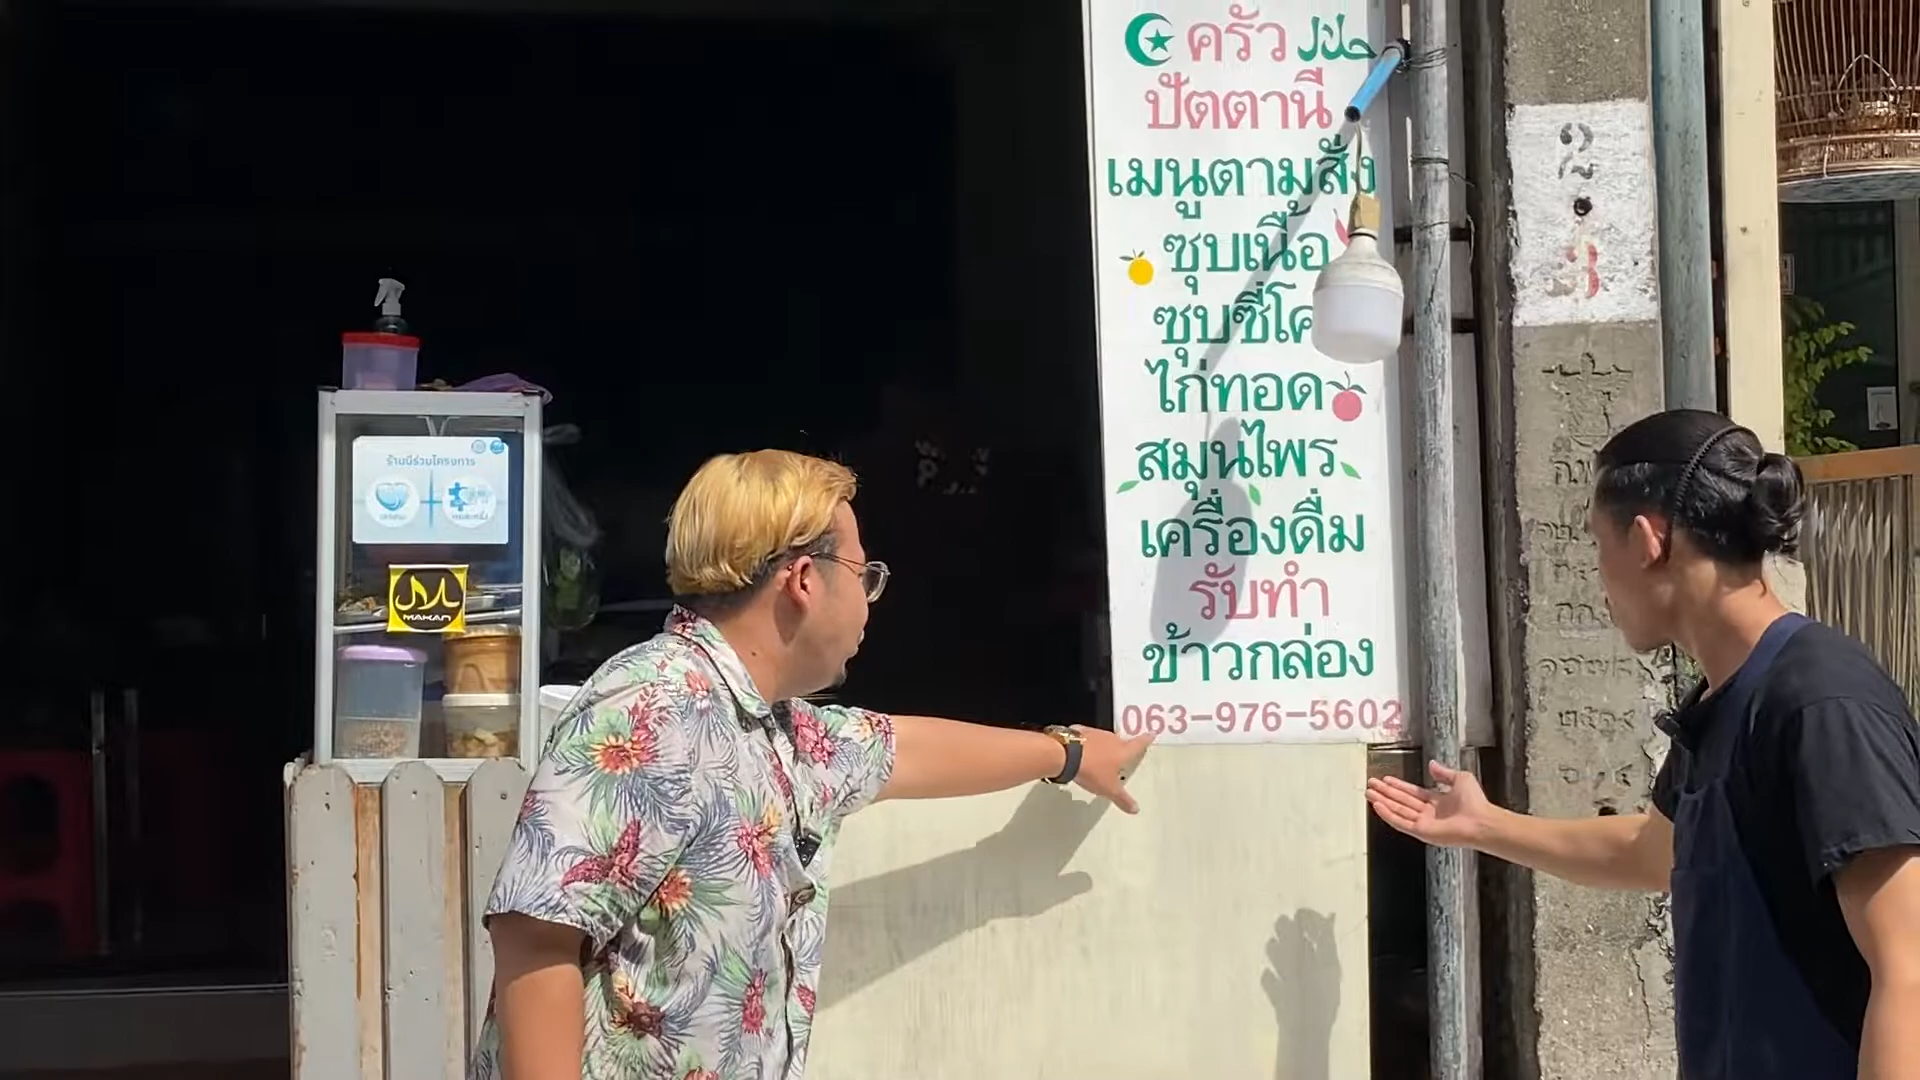 ครัว
ปัตตานี
เมนูตามสั่ง
ซุปเนื้อ
ซุบซี่โค
ไก่ทอด
สมุนไพร
เครื่องดื่ม
รับทำ
ข้าวกล่อง
063-976-5602
ร้านนี้ร่วมโครงการ
MAKAN